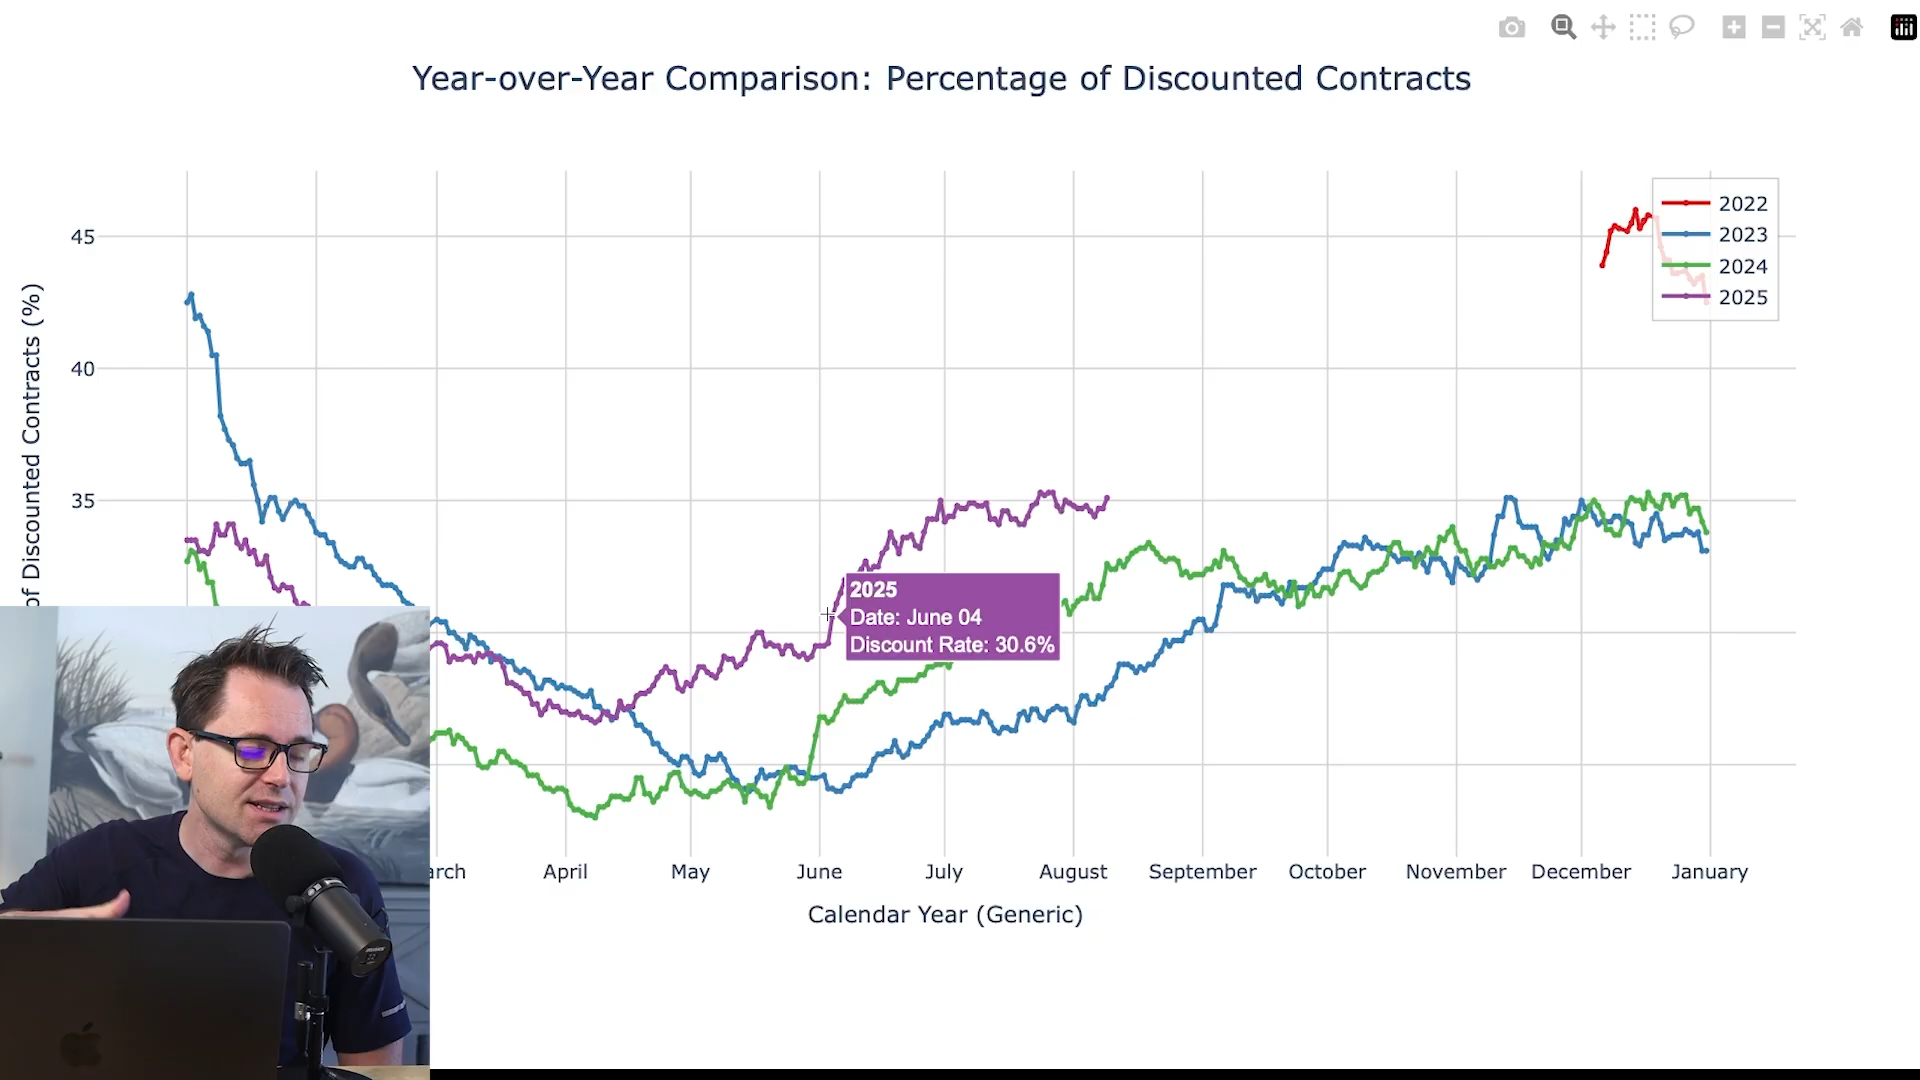 Year-over-Year Comparison: Percentage of Discounted Contracts
2022
2023
2024
2025
45
40
35
of Discounted Contracts (%)
2025
Date: June 04
Discount Rate: 30.6%
arch
April
May
June
July
August
September
October
November
December
January
Calendar Year (Generic)